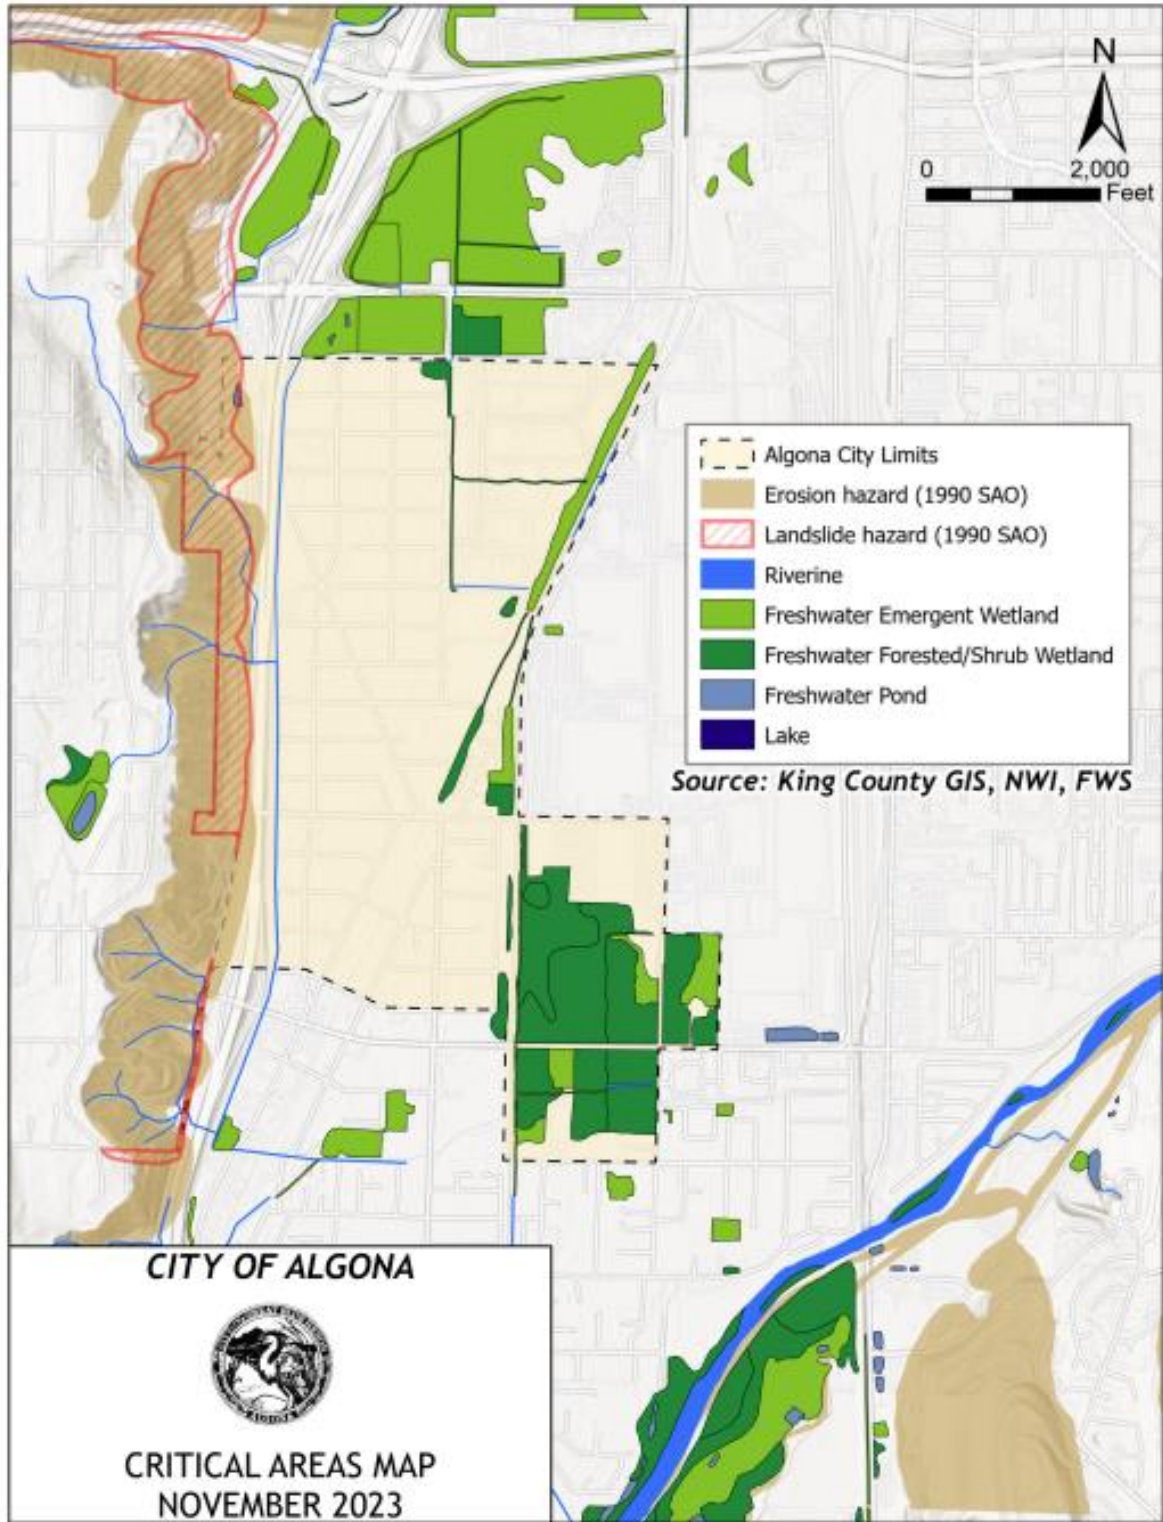 N
0 2,000
Feet
Algona City Limits
Erosion hazard (1990 SAO)
Landslide hazard (1990 SAO)
Riverine
Freshwater Emergent Wetland
Freshwater Forested/Shrub Wetland
Freshwater Pond
Lake
Source: King County GIS, NWI, FWS
CITY OF ALGONA
ALGONA
CRITICAL AREAS MAP
NOVEMBER 2023